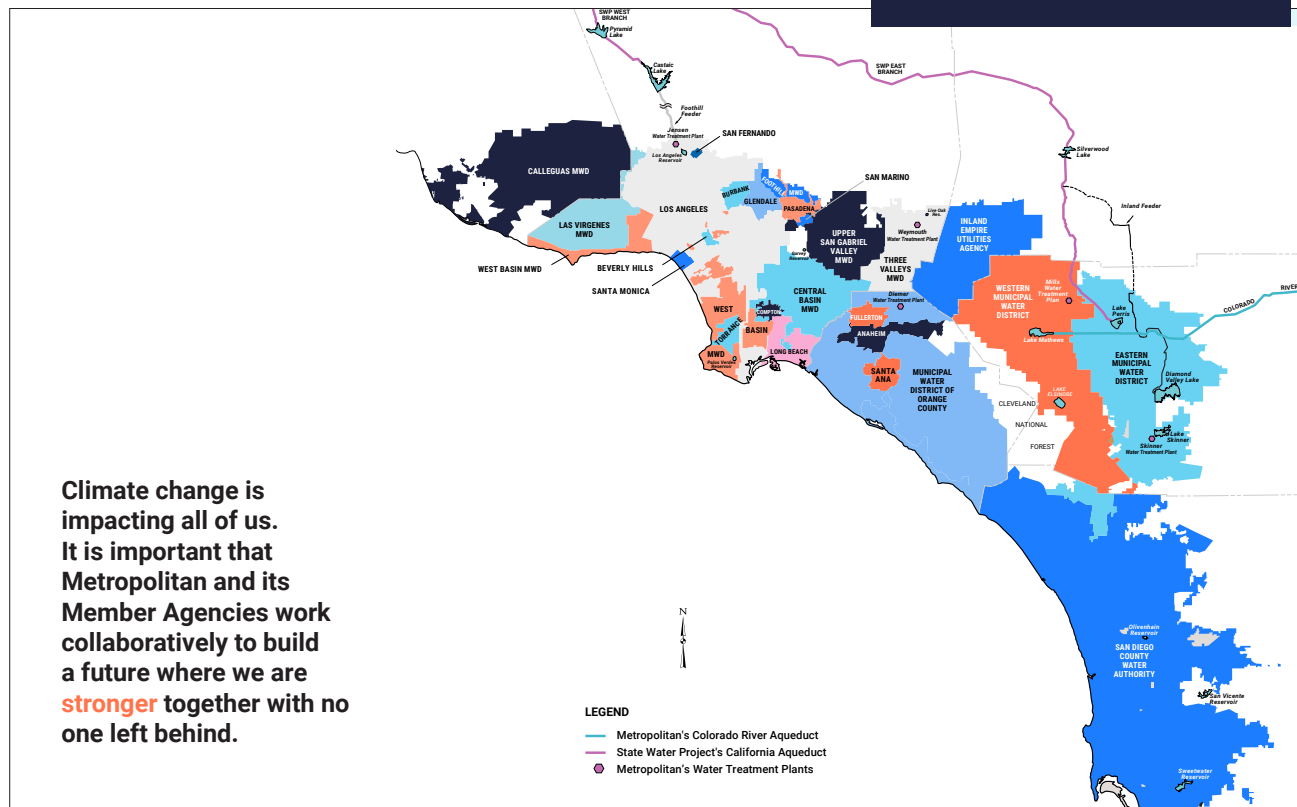 SWP WEST
BRANCH
Pyramid
Lake
Castaic
Lake
SWP EAST
BRANCH
Foothill
Feeder
Jensen
Water Treatment Plant
Los Angeles
Reservoir
SAN FERNANDO
Silverwood
Lake
CALLEGUAS MWD
SAN MARINO
BURBANK
FOOTHILL
MWD
GLENDALE
PASADENA
LOS ANGELES
Live Oak
Res.
Inland Feeder
LAS VIRGENES
MWD
UPPER
SAN GABRIEL
VALLEY
MWD
Weymouth
Water Treatment Plant
INLAND
EMPIRE
UTILITIES
AGENCY
Garvey
Reservoir
THREE
VALLEYS
MWD
WEST BASIN MWD
BEVERLY HILLS
SANTA MONICA
CENTRAL
BASIN
MWD
Diemer
Water Treatment Plant
WESTERN
MUNICIPAL
WATER
DISTRICT
Mills
Water
Treatment
Plan
COLORADO
RIVER
Lake
Perris
WEST
COMPTON
FULLERTON
TORRANCE
BASIN
ANAHEIM
Lake Mathews
MWD
Palos Verdes
Reservoir
LONG BEACH
EASTERN
MUNICIPAL
WATER
DISTRICT
SANTA
ANA
MUNICIPAL
WATER
DISTRICT OF
ORANGE
COUNTY
Diamond
Valley Lake
LAKE
ELSINORE
CLEVELAND
NATIONAL
FOREST
Lake
Skinner
Skinner
Water Treatment Plant
Climate change is
impacting all of us.
It is important that
Metropolitan and its
Member Agencies work
collaboratively to build
a future where we are
stronger together with no
one left behind.
N
Olivenhain
Reservoir
SAN DIEGO
COUNTY
WATER
AUTHORITY
San Vicente
Reservoir
Sweetwater
Reservoir
LEGEND
Metropolitan's Colorado River Aqueduct
State Water Project's California Aqueduct
Metropolitan's Water Treatment Plants